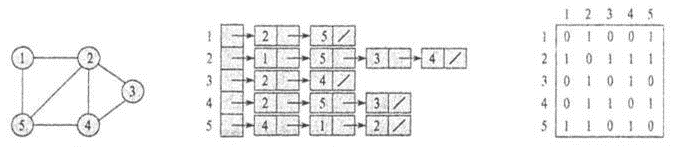 1 2 3 4 5
1 2 5 /
2 1 5 3 4 /
3 2 4 /
4 2 5 3 /
5 4 1 2 /
1 2 3 4 5
1 0 1 0 0 1
2 1 0 1 1 1
3 0 1 0 1 0
4 0 1 1 0 1
5 1 1 0 1 0